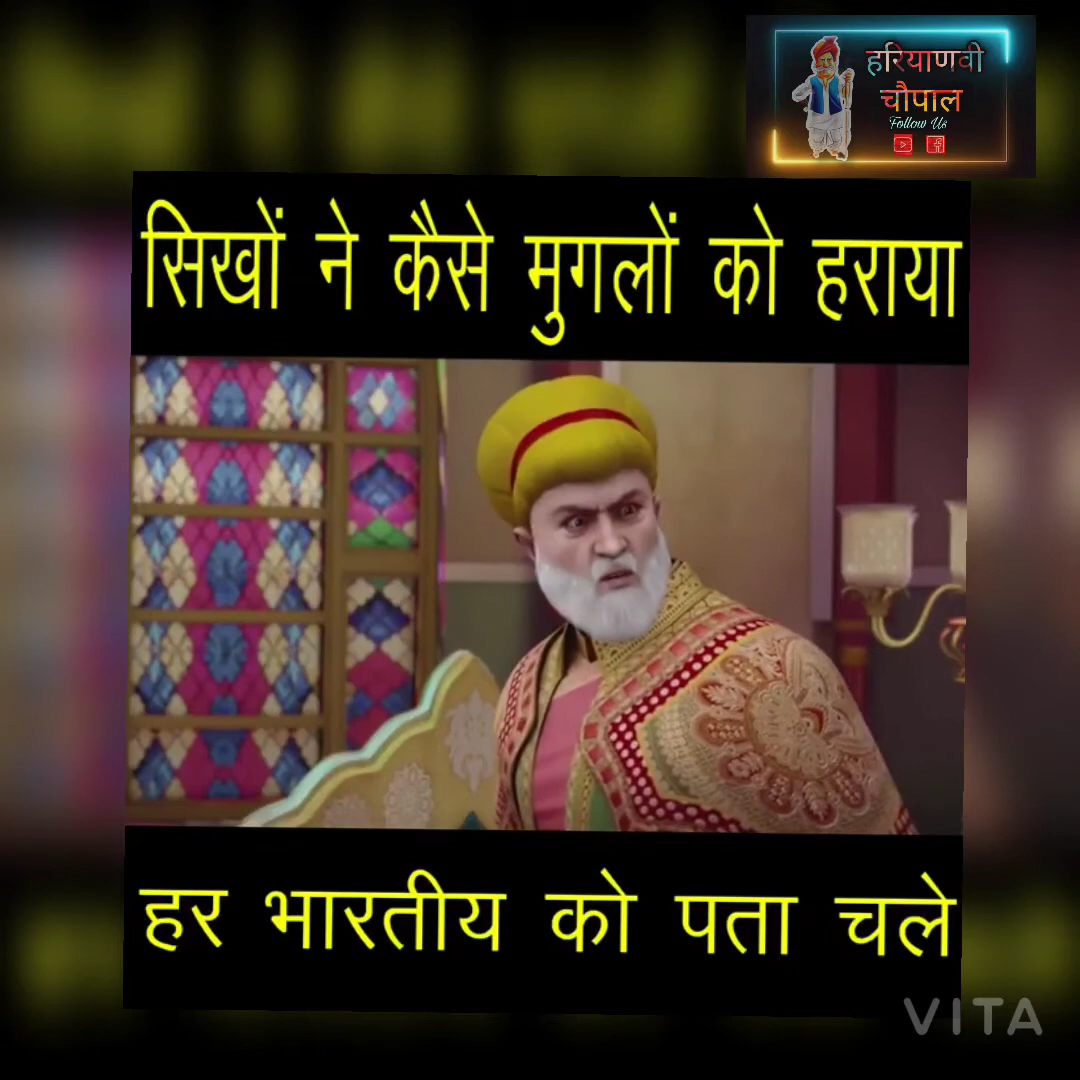 हरियाणवी
चौपाल
Follow Us
सिखों ने कैसे मुगलों को हराया
हर भारतीय को पता चले
VITA